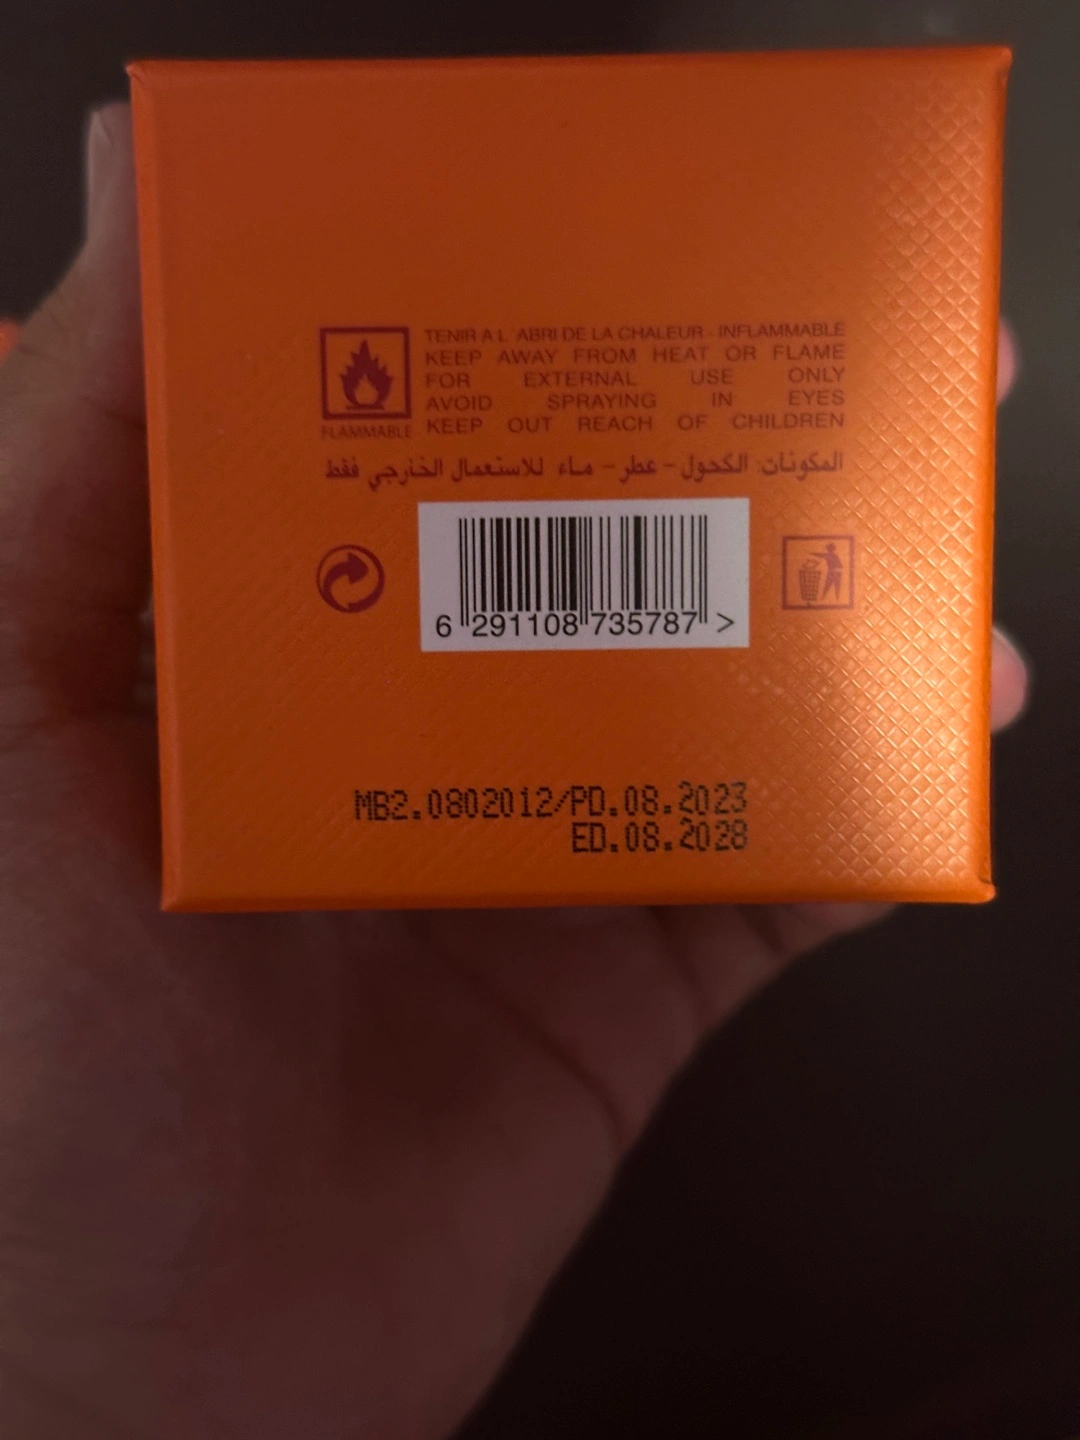 TENIR A L'ABRI DE LA CHALEUR - INFLAMMABLE
KEEP AWAY FROM HEAT OR FLAME
FOR EXTERNAL USE ONLY
AVOID SPRAYING IN EYES
KEEP OUT REACH OF CHILDREN
FLAMMABLE
المكونات: الكحول - عطر - ماء للاستعمال الخارجي فقط
6 291108 735787 >
MB2.0802012/PD.08.2023
ED.08.2028